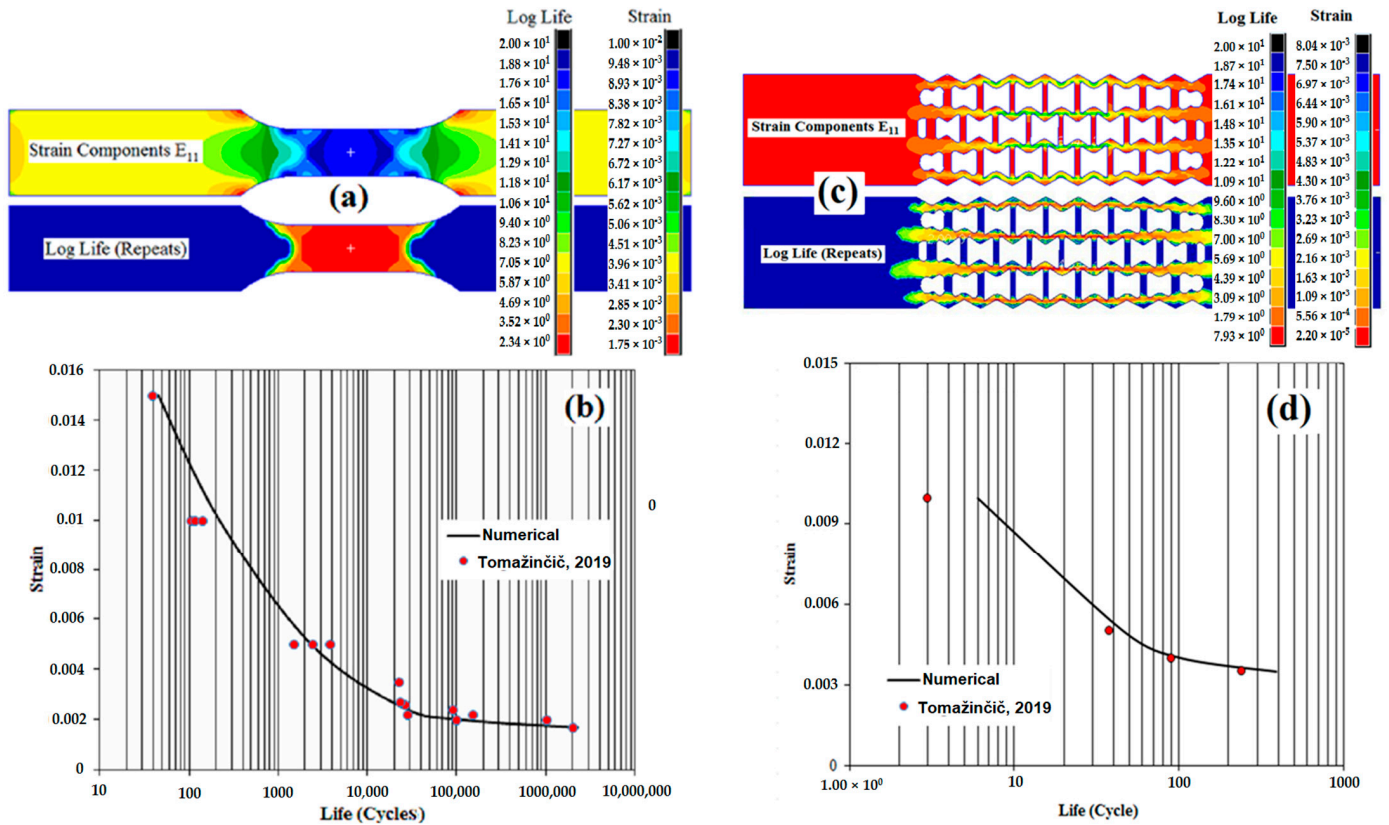 Log Life Strain
2.00 × 10¹ 1.00 × 10⁻²
1.88 × 10¹ 9.48 × 10⁻³
1.76 × 10¹ 8.93 × 10⁻³
1.65 × 10¹ 8.38 × 10⁻³
1.53 × 10¹ 7.82 × 10⁻³
1.41 × 10¹ 7.27 × 10⁻³
1.29 × 10¹ 6.72 × 10⁻³
1.18 × 10¹ 6.17 × 10⁻³
1.06 × 10¹ 5.62 × 10⁻³
9.40 × 10⁰ 5.06 × 10⁻³
8.23 × 10⁰ 4.51 × 10⁻³
7.05 × 10⁰ 3.96 × 10⁻³
5.87 × 10⁰ 3.41 × 10⁻³
4.69 × 10⁰ 2.85 × 10⁻³
3.52 × 10⁰ 2.30 × 10⁻³
2.34 × 10⁰ 1.75 × 10⁻³
Strain Components E₁₁
(a)
Log Life (Repeats)
Log Life Strain
2.00 × 10¹ 8.04 × 10⁻³
1.87 × 10¹ 7.50 × 10⁻³
1.74 × 10¹ 6.97 × 10⁻³
1.61 × 10¹ 6.44 × 10⁻³
1.48 × 10¹ 5.90 × 10⁻³
1.35 × 10¹ 5.37 × 10⁻³
1.22 × 10¹ 4.83 × 10⁻³
1.09 × 10¹ 4.30 × 10⁻³
9.60 × 10⁰ 3.76 × 10⁻³
8.30 × 10⁰ 3.23 × 10⁻³
7.00 × 10⁰ 2.69 × 10⁻³
5.69 × 10⁰ 2.16 × 10⁻³
4.39 × 10⁰ 1.63 × 10⁻³
3.09 × 10⁰ 1.09 × 10⁻³
1.79 × 10⁰ 5.56 × 10⁻⁴
7.93 × 10⁰ 2.20 × 10⁻⁵
Strain Components E₁₁
(c)
Log Life (Repeats)
0.016
0.014
0.012
0.01
0.008
0.006
0.004
0.002
0
Strain
(b)
Numerical
Tomažinčič, 2019
10 100 1000 10,000 100,000 1000,000 10,000,000
Life (Cycles)
0
0.015
0.012
0.009
0.006
0.003
0
Strain
(d)
Numerical
Tomažinčič, 2019
1.00 × 10⁰ 10 100 1000
Life (Cycle)